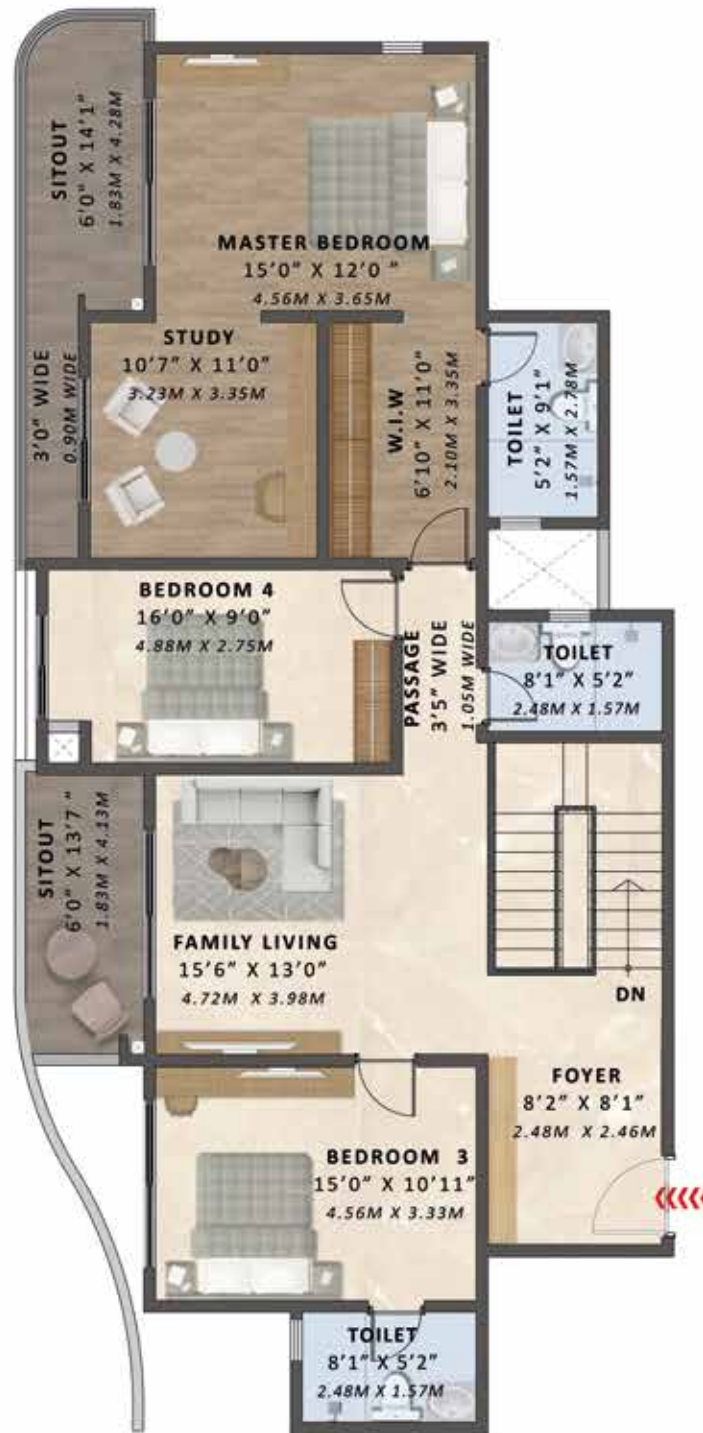 SITOUT
6'0" X 14'1"
1.83M X 4.28M
MASTER BEDROOM
15'0" X 12'0 "
4.56M X 3.65M
3'0" WIDE
0.90M WIDE
STUDY
10'7" X 11'0"
3.23M X 3.35M
W.I.W
6'10" X 11'0"
2.10M X 3.35M
TOILET
5'2" X 9'1"
1.57M X 2.78M
BEDROOM 4
16'0" X 9'0"
4.88M X 2.75M
PASSAGE
3'5" WIDE
1.05M WIDE
TOILET
8'1" X 5'2"
2.48M X 1.57M
SITOUT
6'0" X 13'7 "
1.83M X 4.13M
FAMILY LIVING
15'6" X 13'0"
4.72M X 3.98M
DN
FOYER
8'2" X 8'1"
2.48M X 2.46M
BEDROOM 3
15'0" X 10'11"
4.56M X 3.33M
TOILET
8'1" X 5'2"
2.48M X 1.57M